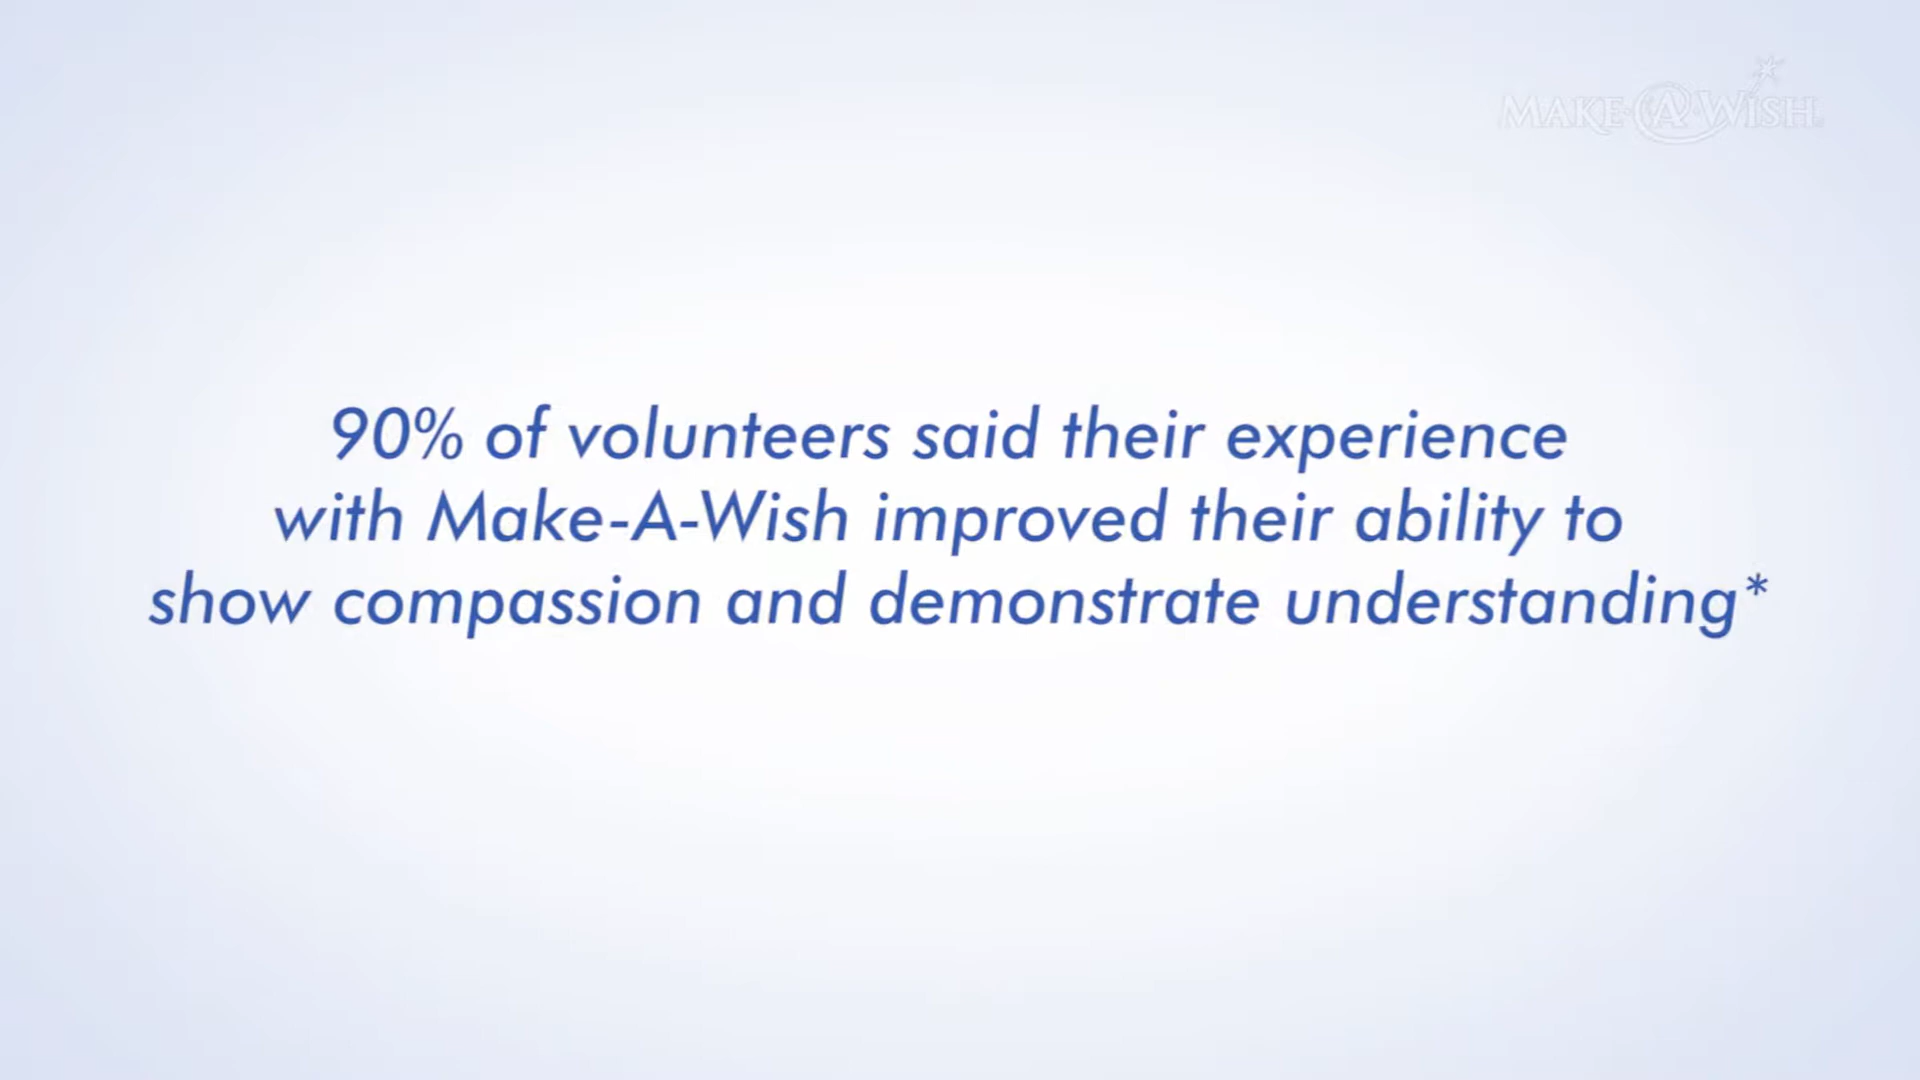 MAKE-A-WISH.
90% of volunteers said their experience
with Make-A-Wish improved their ability to
show compassion and demonstrate understanding*